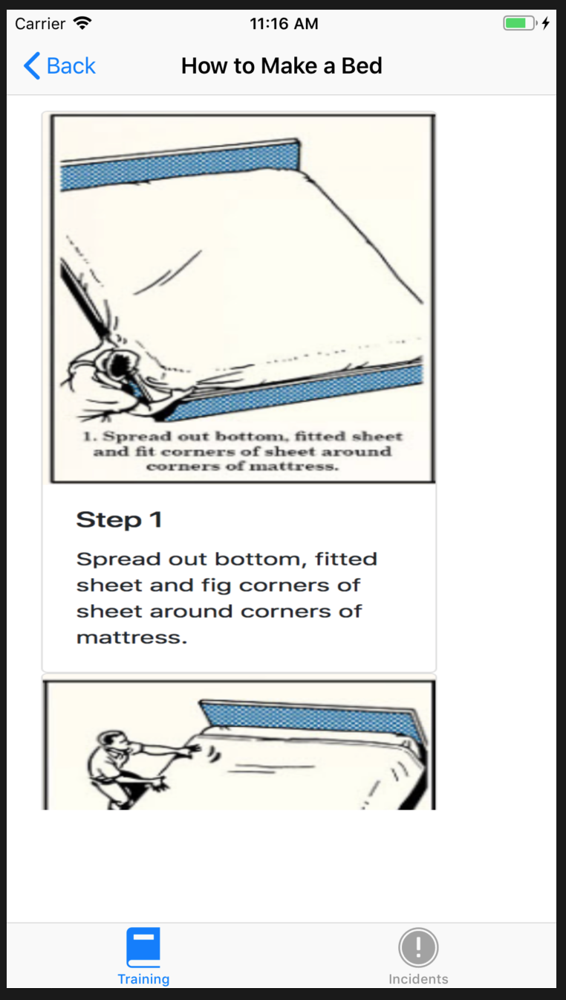 Carrier 11:16 AM
Back How to Make a Bed
1. Spread out bottom, fitted sheet
and fit corners of sheet around
corners of mattress.
Step 1
Spread out bottom, fitted
sheet and fig corners of
sheet around corners of
mattress.
Training Incidents